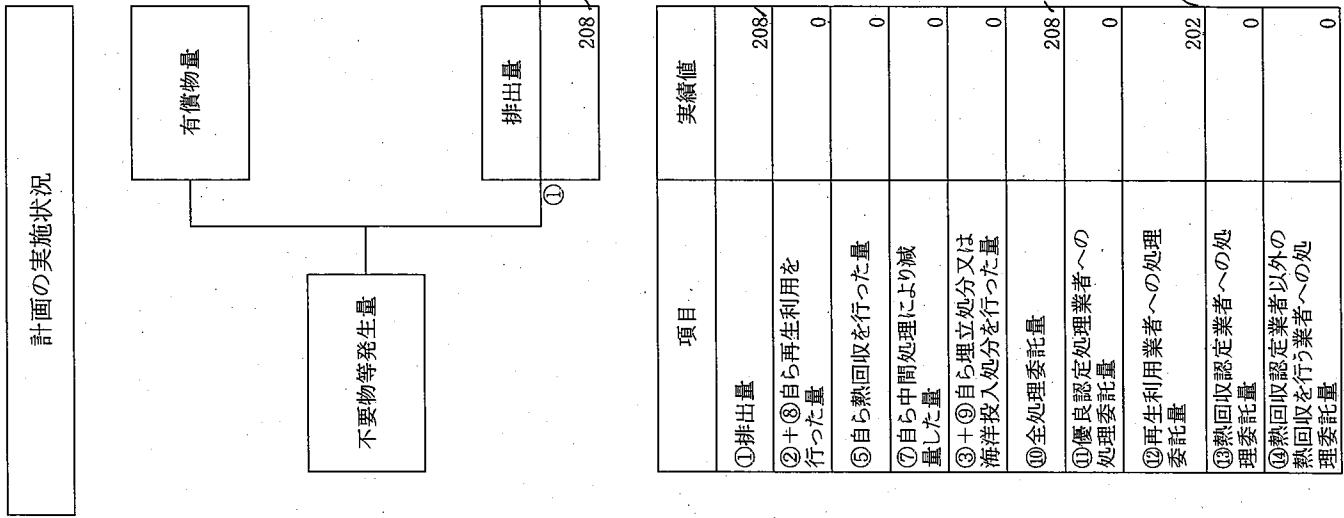 計画の実施状況
有償物量
不要物等発生量
排出量
①
208
項目
実績値
①排出量
208
②+⑧自ら再生利用を
行った量
0
⑤自ら熱回収を行った量
0
⑦自ら中間処理により減
量した量
0
③+⑨自ら埋立処分又は
海洋投入処分を行った量
0
⑩全処理委託量
208
⑪優良認定処理業者への
処理委託量
0
⑫再生利用業者への処理
委託量
202
⑬熱回収認定業者への処
理委託量
0
⑭熱回収認定業者以外の
熱回収を行う業者への処
理委託量
0